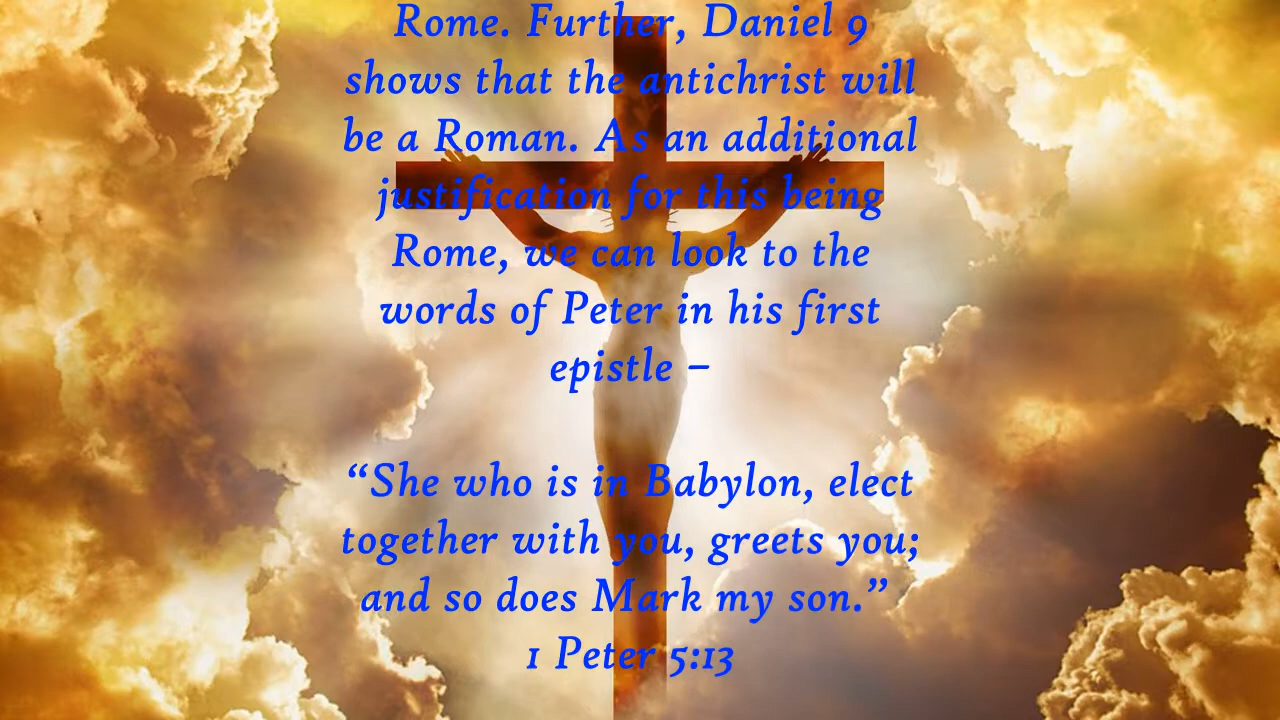 Rome. Further, Daniel 9
shows that the antichrist will
be a Roman. As an additional
justification for this being
Rome, we can look to the
words of Peter in his first
epistle –
“She who is in Babylon, elect
together with you, greets you;
and so does Mark my son.”
1 Peter 5:13